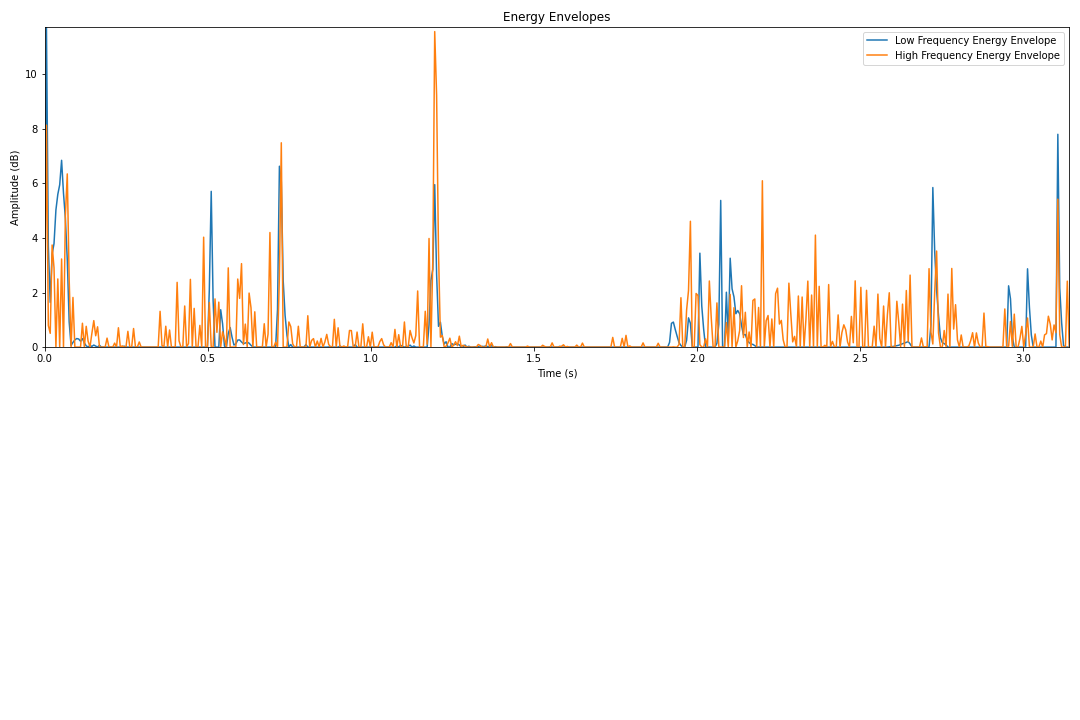 Energy Envelopes
Low Frequency Energy Envelope
High Frequency Energy Envelope
Amplitude (dB)
10
8
6
4
2
0
0.0 0.5 1.0 1.5 2.0 2.5 3.0
Time (s)